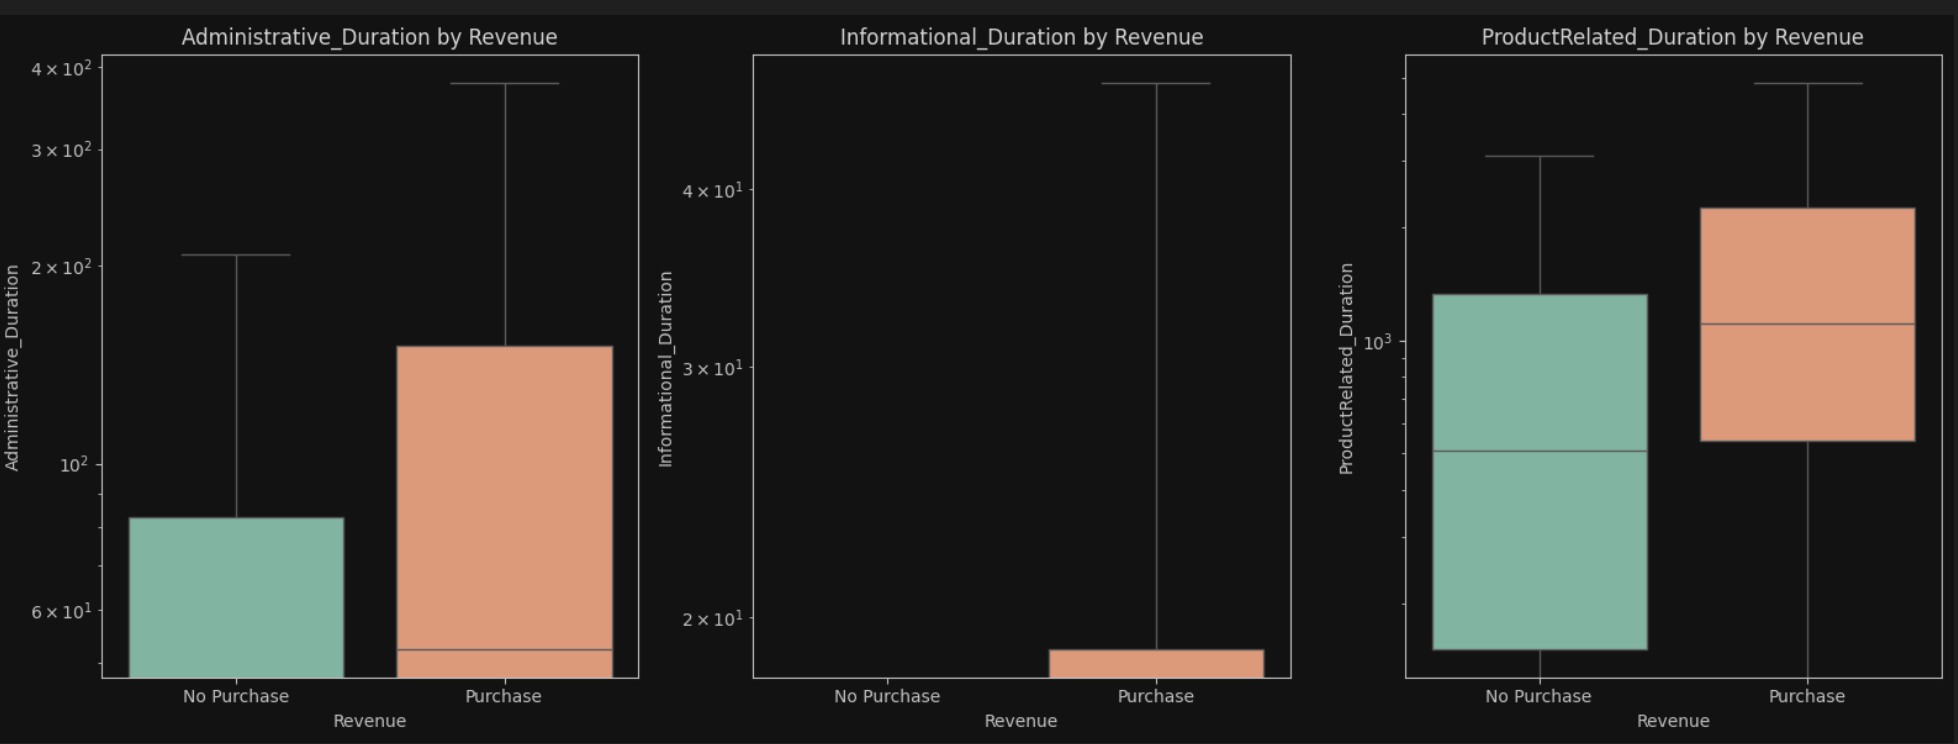 Administrative_Duration by Revenue
4 × 10²
3 × 10²
2 × 10²
10²
6 × 10¹
Administrative_Duration
No Purchase
Purchase
Revenue
Informational_Duration by Revenue
4 × 10¹
3 × 10¹
2 × 10¹
Informational_Duration
No Purchase
Purchase
Revenue
ProductRelated_Duration by Revenue
10³
ProductRelated_Duration
No Purchase
Purchase
Revenue